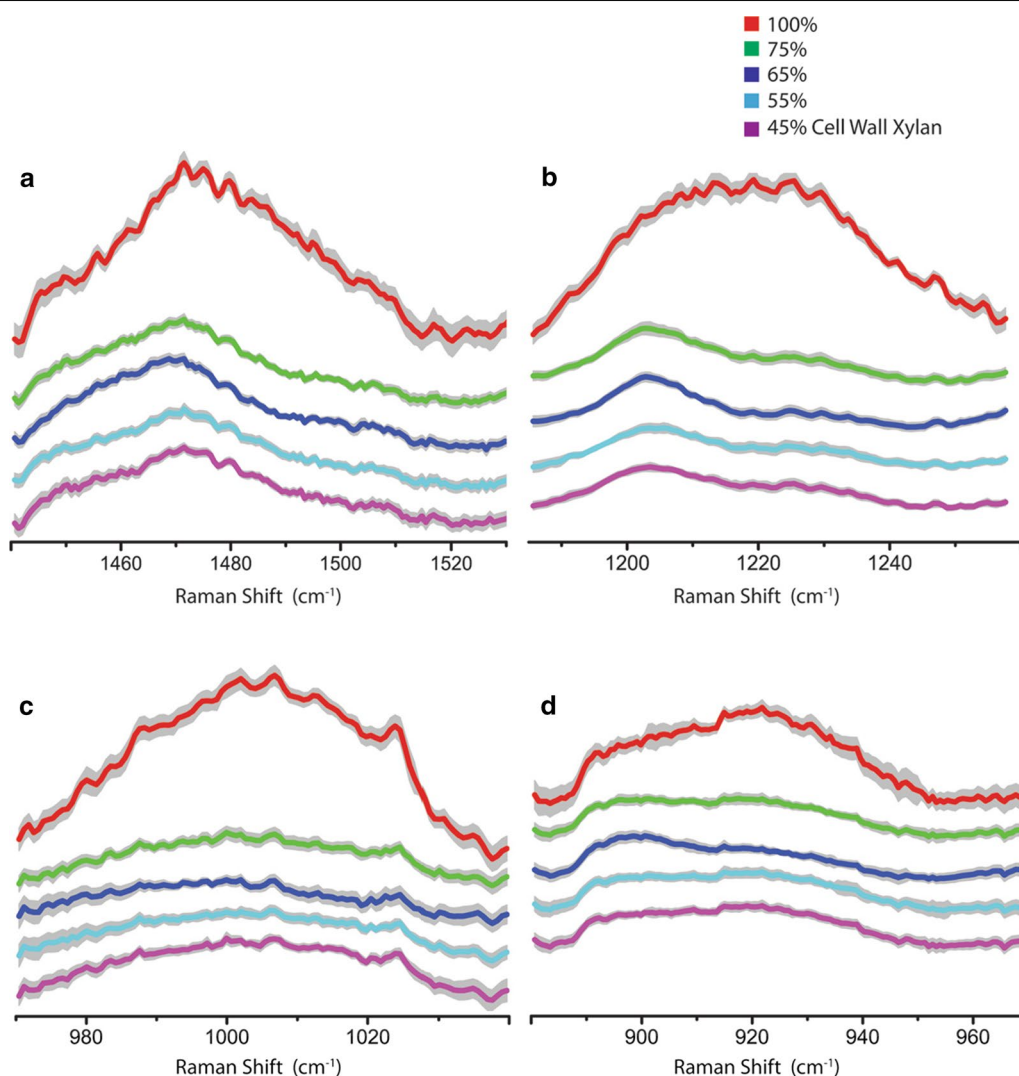 100%
75%
65%
55%
45% Cell Wall Xylan
a
b
1460 1480 1500 1520
1200 1220 1240
Raman Shift (cm⁻¹)
Raman Shift (cm⁻¹)
c
d
980 1000 1020
900 920 940 960
Raman Shift (cm⁻¹)
Raman Shift (cm⁻¹)